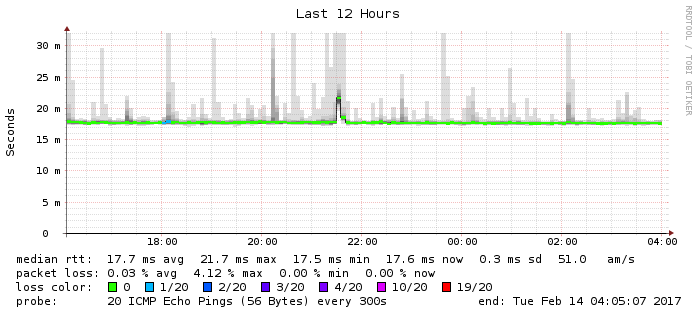 Last 12 Hours
RRDTOOL / TOBI OETIKER
Seconds
30 m
25 m
20 m
15 m
10 m
5 m
0
18:00 20:00 22:00 00:00 02:00 04:00
median rtt: 17.7 ms avg 21.7 ms max 17.5 ms min 17.6 ms now 0.3 ms sd 51.0 am/s
packet loss: 0.03 % avg 4.12 % max 0.00 % min 0.00 % now
loss color: 0 1/20 2/20 3/20 4/20 10/20 19/20
probe: 20 ICMP Echo Pings (56 Bytes) every 300s end: Tue Feb 14 04:05:07 2017